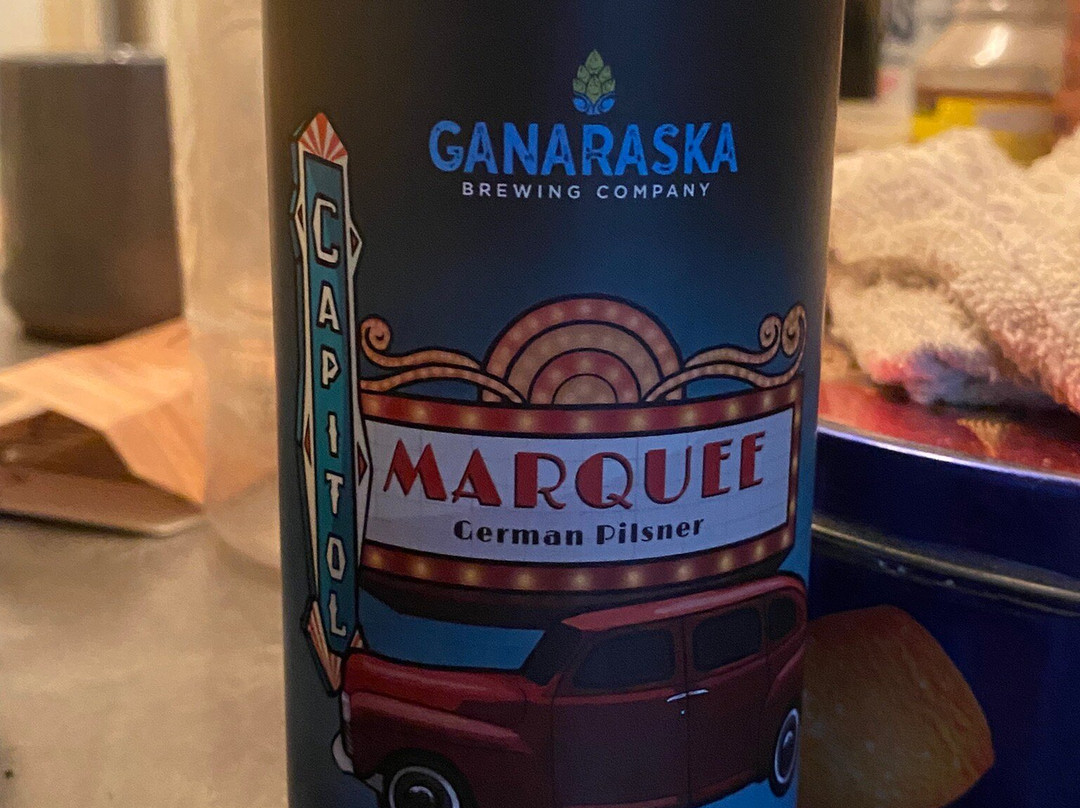 GANARASKA
BREWING COMPANY
CAPITOL
MARQUEE
German Pilsner